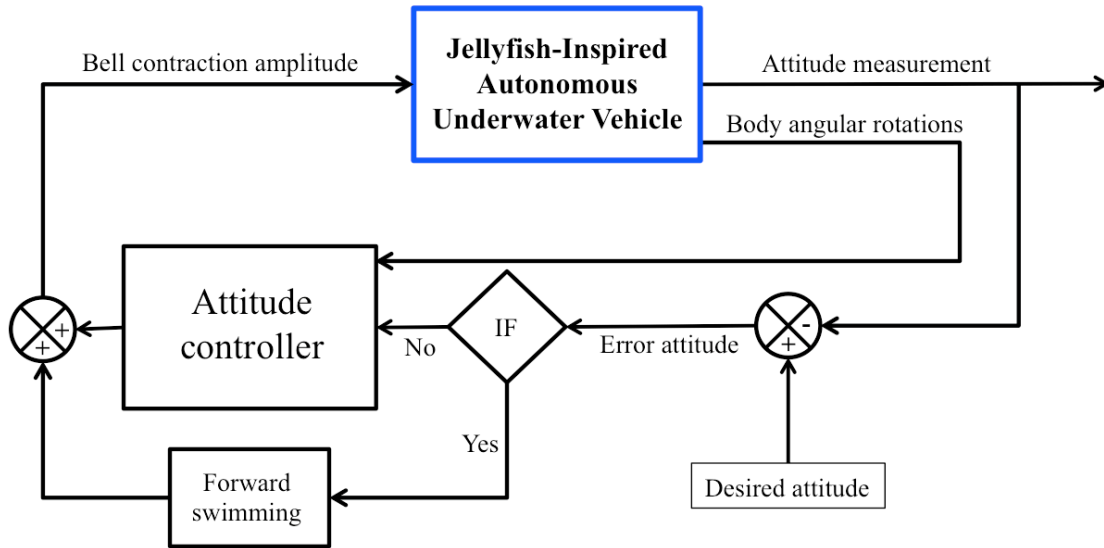 Bell contraction amplitude
Jellyfish-Inspired
Autonomous
Underwater Vehicle
Attitude measurement
Body angular rotations
Attitude
controller
+
+
No
IF
Error attitude
-
+
Yes
Forward
swimming
Desired attitude